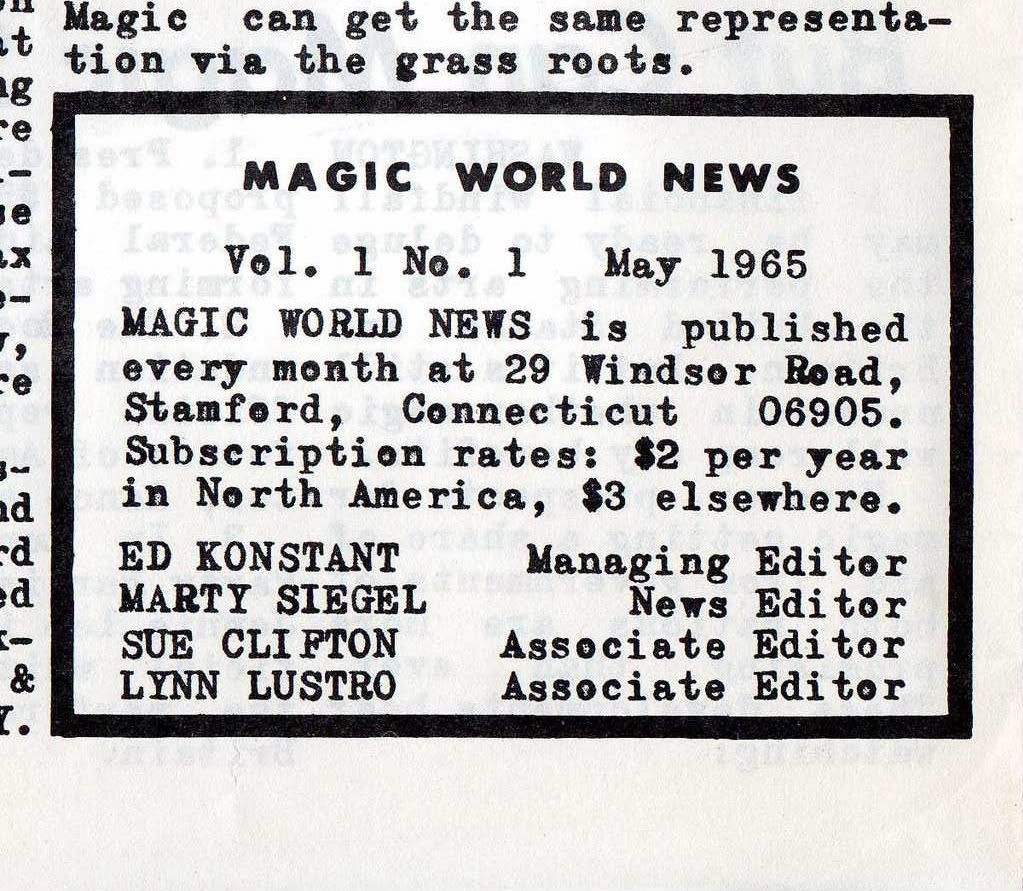 Magic can get the same representa-
tion via the grass roots.
MAGIC WORLD NEWS
Vol. 1 No. 1 May 1965
MAGIC WORLD NEWS is published
every month at 29 Windsor Road,
Stamford, Connecticut 06905.
Subscription rates: $2 per year
in North America, $3 elsewhere.
ED KONSTANT Managing Editor
MARTY SIEGEL News Editor
SUE CLIFTON Associate Editor
LYNN LUSTRO Associate Editor